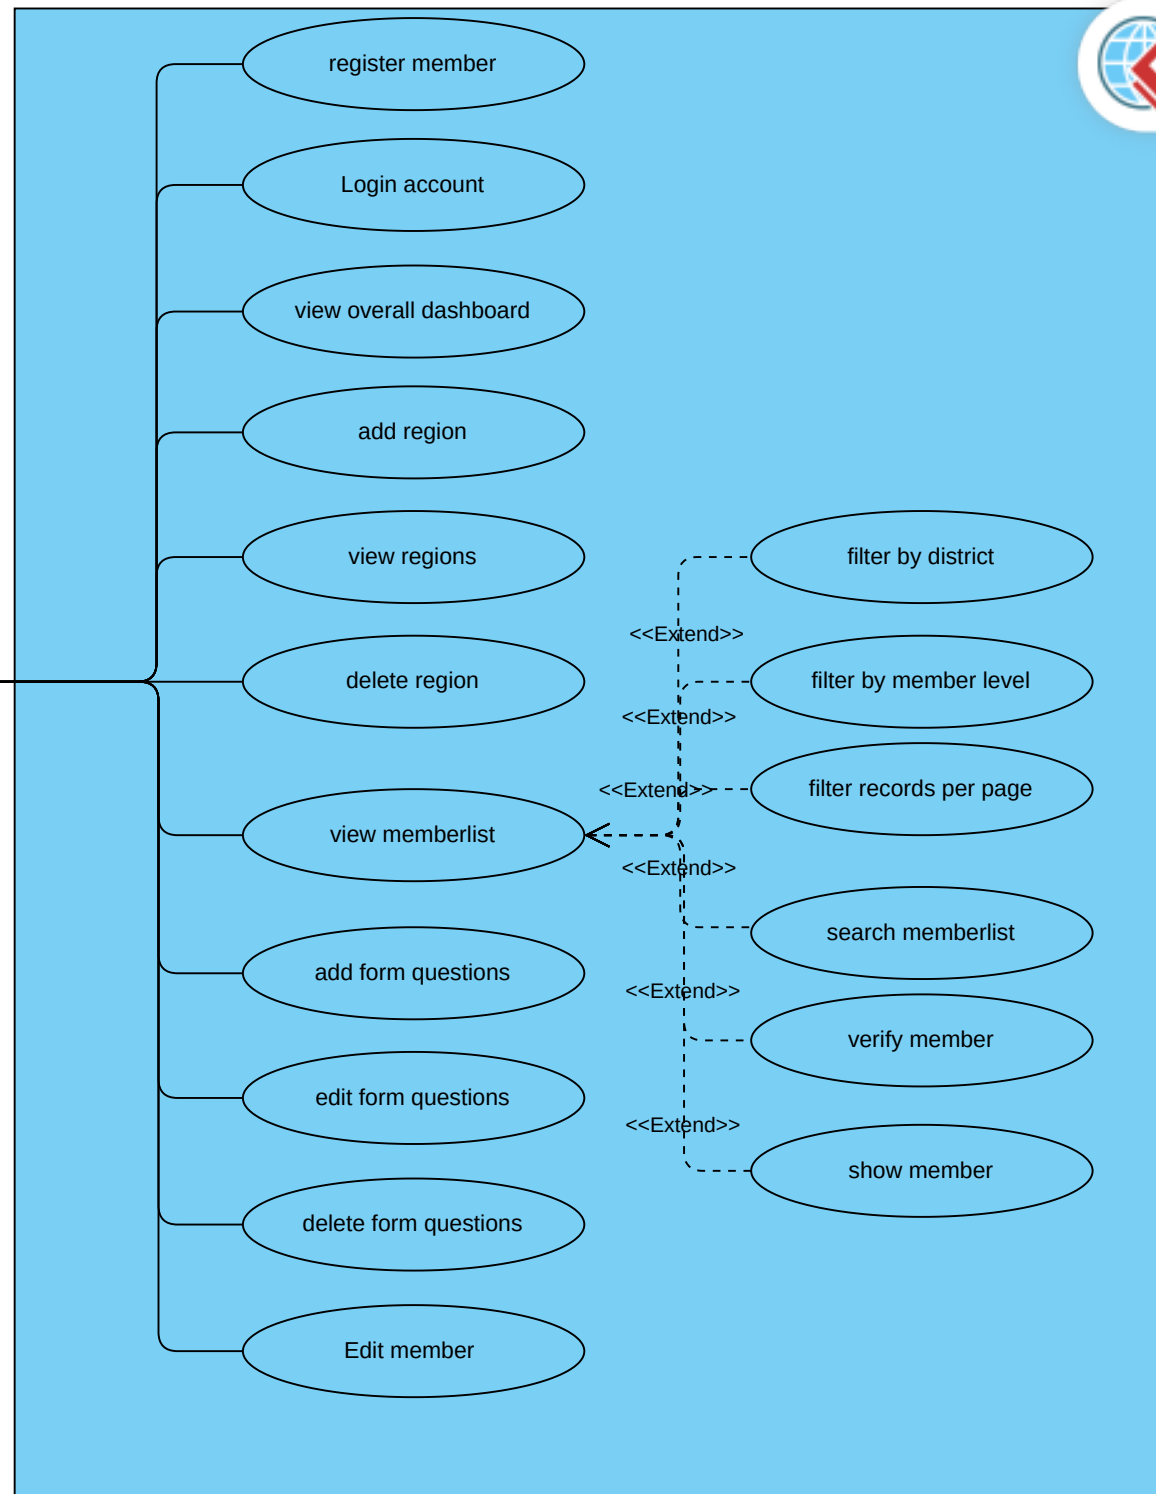 register member
Login account
view overall dashboard
add region
view regions
delete region
view memberlist
add form questions
edit form questions
delete form questions
Edit member
filter by district
<<Extend>>
filter by member level
<<Extend>>
filter records per page
<<Extend>>
<<Extend>>
search memberlist
<<Extend>>
verify member
<<Extend>>
show member